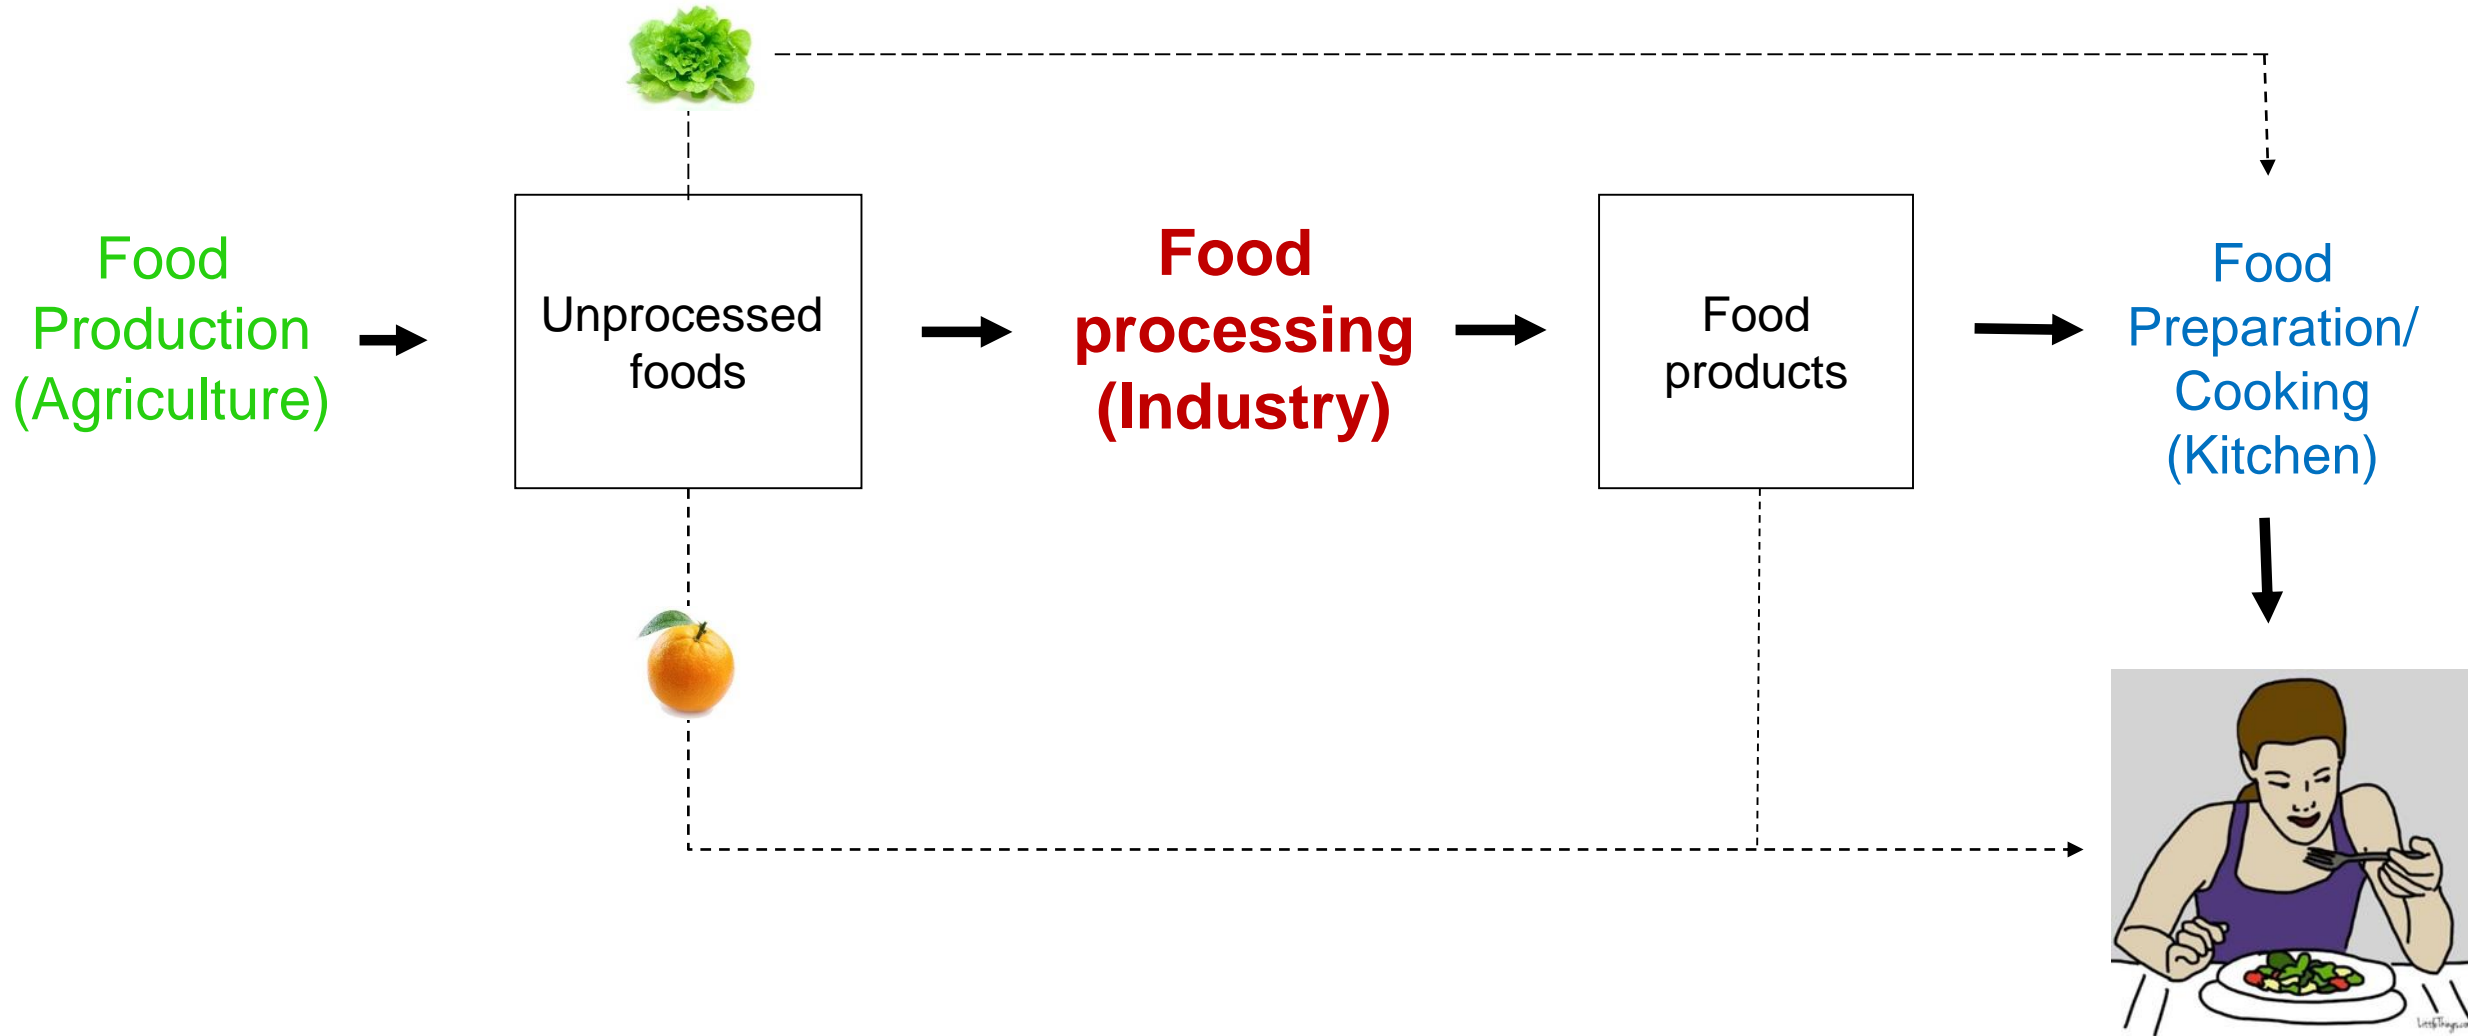 Food
Production
(Agriculture)
Unprocessed
foods
Food
processing
(Industry)
Food
products
Food
Preparation/
Cooking
(Kitchen)